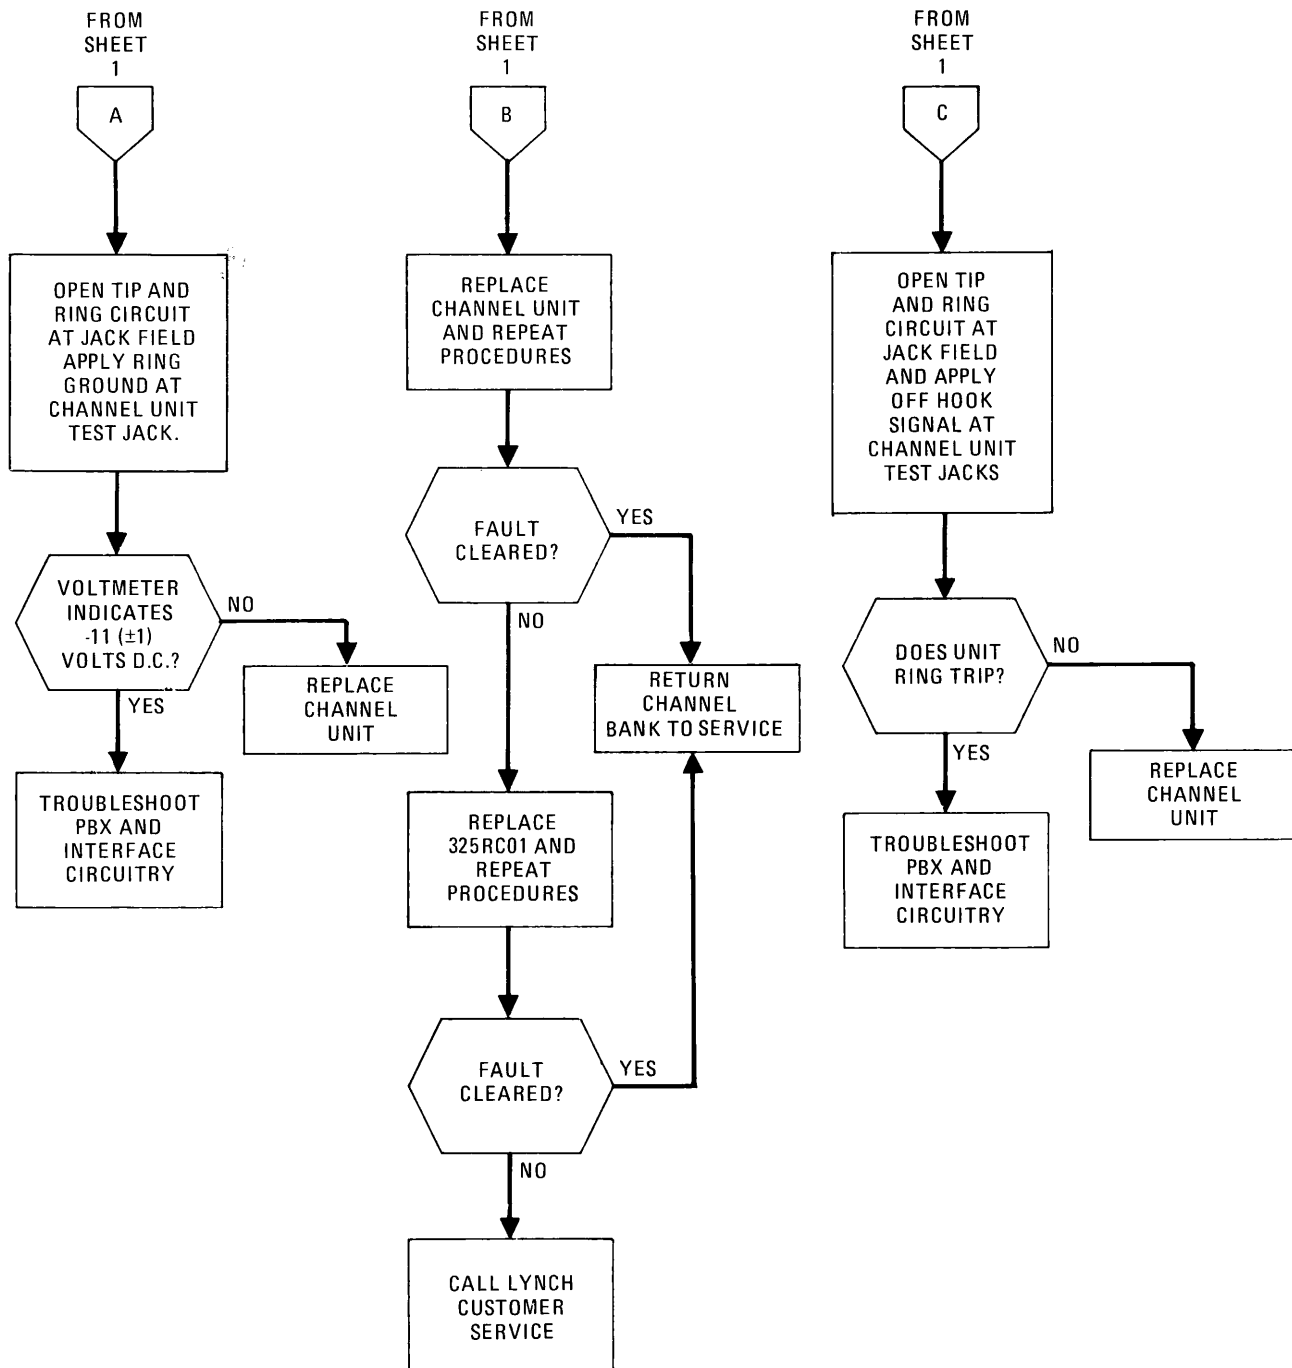 FROM
SHEET
1
A
OPEN TIP AND
RING CIRCUIT
AT JACK FIELD
APPLY RING
GROUND AT
CHANNEL UNIT
TEST JACK.
VOLTMETER
INDICATES
-11 (±1)
VOLTS D.C.?
NO
YES
REPLACE
CHANNEL
UNIT
TROUBLESHOOT
PBX AND
INTERFACE
CIRCUITRY
FROM
SHEET
1
B
REPLACE
CHANNEL UNIT
AND REPEAT
PROCEDURES
FAULT
CLEARED?
YES
NO
RETURN
CHANNEL
BANK TO SERVICE
REPLACE
325RC01 AND
REPEAT
PROCEDURES
FAULT
CLEARED?
YES
NO
CALL LYNCH
CUSTOMER
SERVICE
FROM
SHEET
1
C
OPEN TIP
AND RING
CIRCUIT AT
JACK FIELD
AND APPLY
OFF HOOK
SIGNAL AT
CHANNEL UNIT
TEST JACKS
DOES UNIT
RING TRIP?
NO
YES
REPLACE
CHANNEL
UNIT
TROUBLESHOOT
PBX AND
INTERFACE
CIRCUITRY